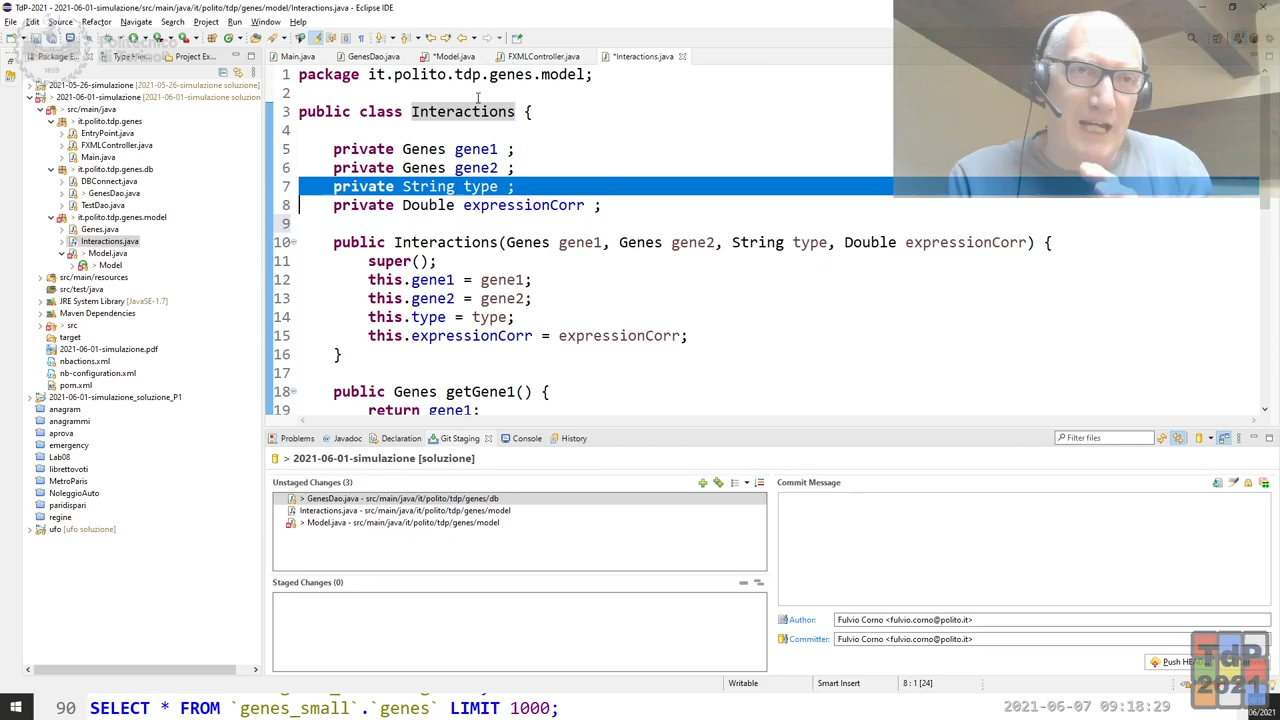 TdP-2021 - 2021-06-01-simulazione/src/main/java/it/polito/tdp/genes/model/Interactions.java - Eclipse IDE
File Edit Source Refactor Navigate Search Project Run Window Help
Main.java GenesDao.java *Model.java FXMLController.java *Interactions.java
2021-05-26-simulazione [2021-05-26-simulazione soluzione]
> 2021-06-01-simulazione [2021-06-01-simulazione soluzion
src/main/java
it.polito.tdp.genes
EntryPoint.java
FXMLController.java
Main.java
it.polito.tdp.genes.db
DBConnect.java
> GenesDao.java
TestDao.java
it.polito.tdp.genes.model
Genes.java
Interactions.java
> Model.java
> Model
src/main/resources
src/test/java
JRE System Library [JavaSE-1.7]
Maven Dependencies
> src
target
2021-06-01-simulazione.pdf
nbactions.xml
nb-configuration.xml
pom.xml
2021-06-01-simulazione_soluzione_P1
anagram
anagrammi
aprova
emergency
Lab08
librettovoti
MetroParis
NoleggioAuto
paridispari
regine
ufo [ufo soluzione]
1 package it.polito.tdp.genes.model;
2
3 public class Interactions {
4
5 private Genes gene1 ;
6 private Genes gene2 ;
7 private String type ;
8 private Double expressionCorr ;
9
10 public Interactions(Genes gene1, Genes gene2, String type, Double expressionCorr) {
11 super();
12 this.gene1 = gene1;
13 this.gene2 = gene2;
14 this.type = type;
15 this.expressionCorr = expressionCorr;
16 }
17
18 public Genes getGene1() {
19 return gene1;
Problems Javadoc Declaration Git Staging Console History
Filter files
> 2021-06-01-simulazione [soluzione]
Unstaged Changes (3)
> GenesDao.java - src/main/java/it/polito/tdp/genes/db
Interactions.java - src/main/java/it/polito/tdp/genes/model
> Model.java - src/main/java/it/polito/tdp/genes/model
Staged Changes (0)
Commit Message
Author: Fulvio Corno <fulvio.corno@polito.it>
Committer: Fulvio Corno <fulvio.corno@polito.it>
Push HEAD
Writable Smart Insert 8 : 1 [24]
TdP
2021
2021-06-07 09:18:29
90 SELECT * FROM `genes_small`.`genes` LIMIT 1000;